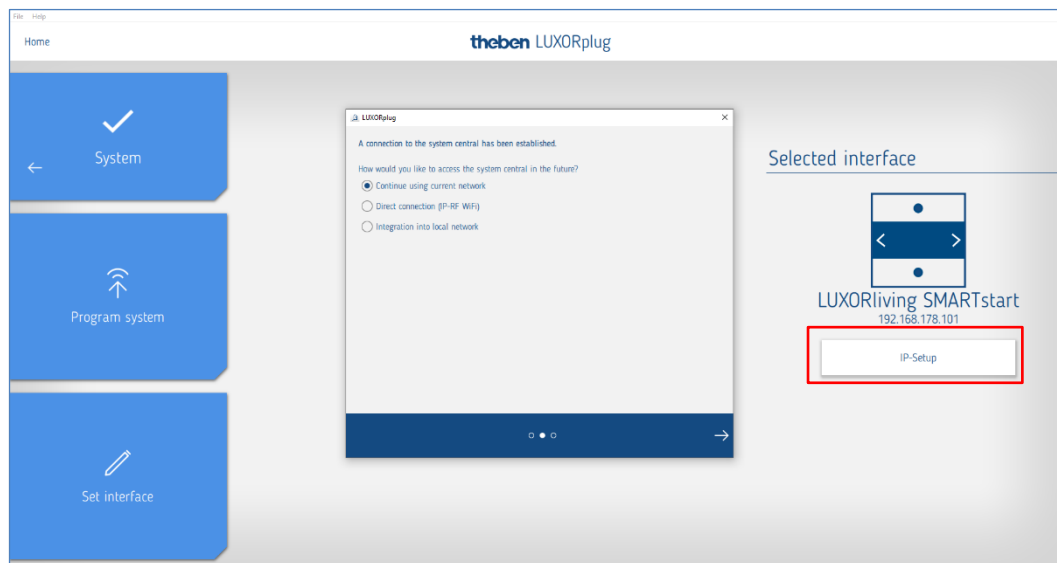 File Help
Home
theben LUXORplug
System
Program system
Set interface
LUXORplug
A connection to the system central has been established.
How would you like to access the system central in the future?
Continue using current network
Direct connection (IP-RF WiFi)
Integration into local network
Selected interface
LUXORliving SMARTstart
192.168.178.101
IP-Setup